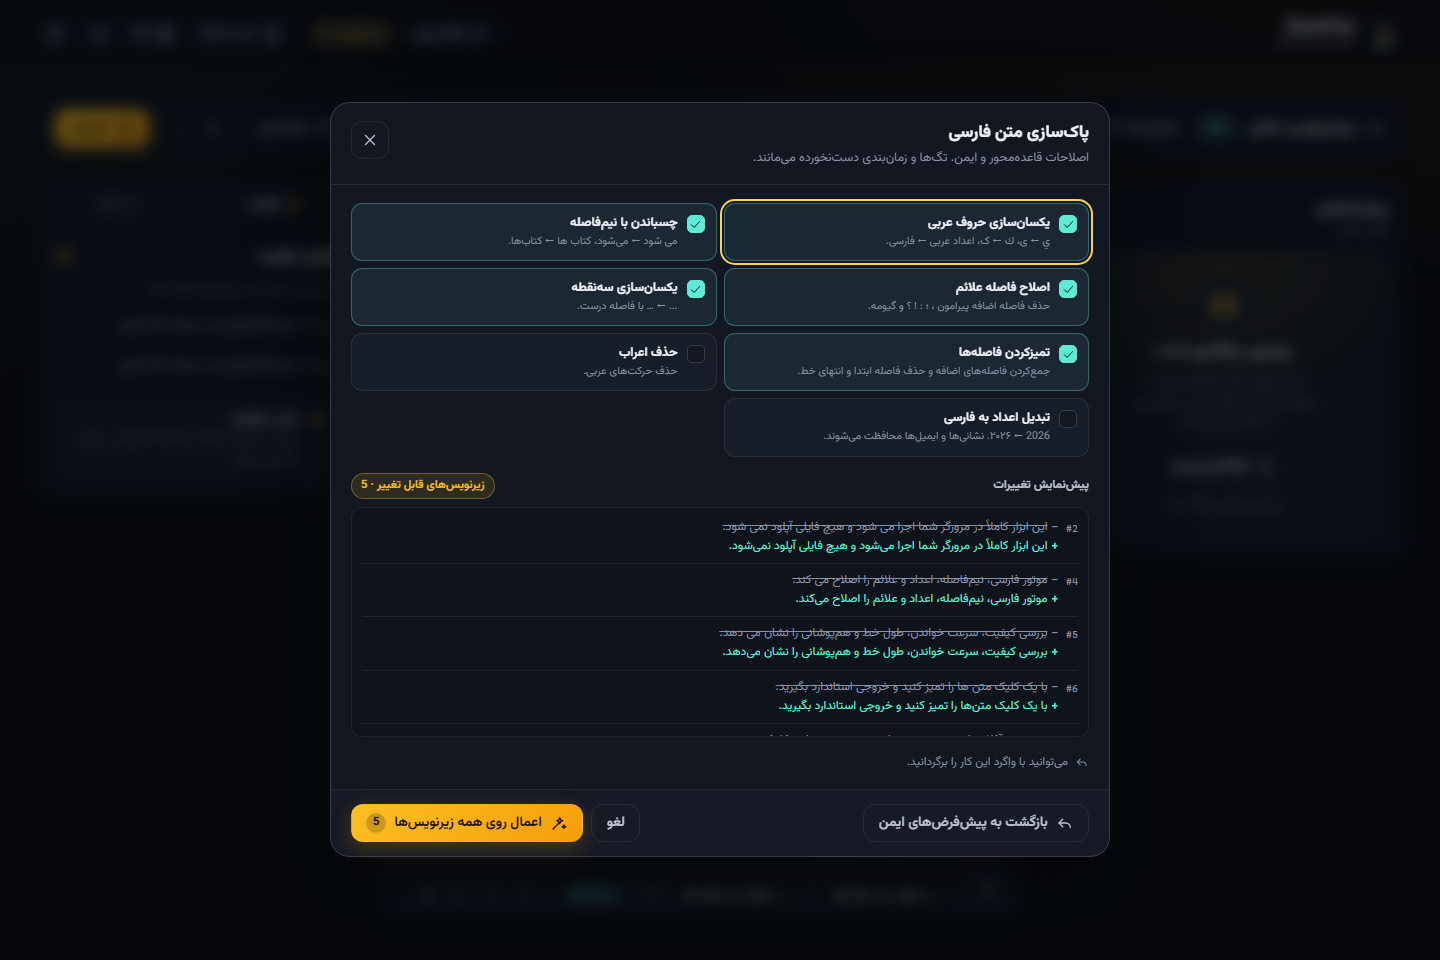 پاک‌سازی متن فارسی
اصلاحات قاعده‌محور و ایمن. تگ‌ها و زمان‌بندی دست‌نخورده می‌مانند.
یکسان‌سازی حروف عربی
ي ← ی، ك ← ک، اعداد عربی ← فارسی.
چسباندن با نیم‌فاصله
می شود ← می‌شود، کتاب ها ← کتاب‌ها.
اصلاح فاصله علائم
حذف فاصله اضافه پیرامون ، ؛ : ! ؟ و گیومه.
یکسان‌سازی سه‌نقطه
... ← … با فاصله درست.
تمیزکردن فاصله‌ها
جمع‌کردن فاصله‌های اضافه و حذف فاصله ابتدا و انتهای خط.
حذف اعراب
حذف حرکت‌های عربی.
تبدیل اعداد به فارسی
2026 ← ۲۰۲۶. نشانی‌ها و ایمیل‌ها محافظت می‌شوند.
پیش‌نمایش تغییرات
زیرنویس‌های قابل تغییر · 5
#2 − این ابزار کاملاً در مرورگر شما اجرا می شود و هیچ فایلی آپلود نمی شود.
+ این ابزار کاملاً در مرورگر شما اجرا می‌شود و هیچ فایلی آپلود نمی‌شود.
#4 − موتور فارسی، نیم‌فاصله، اعداد و علائم را اصلاح می کند.
+ موتور فارسی، نیم‌فاصله، اعداد و علائم را اصلاح می‌کند.
#5 − بررسی کیفیت، سرعت خواندن، طول خط و هم‌پوشانی را نشان می دهد.
+ بررسی کیفیت، سرعت خواندن، طول خط و هم‌پوشانی را نشان می‌دهد.
#6 − با یک کلیک متن ها را تمیز کنید و خروجی استاندارد بگیرید.
+ با یک کلیک متن‌ها را تمیز کنید و خروجی استاندارد بگیرید.
می‌توانید با واگرد این کار را برگردانید.
بازگشت به پیش‌فرض‌های ایمن
لغو
اعمال روی همه زیرنویس‌ها 5